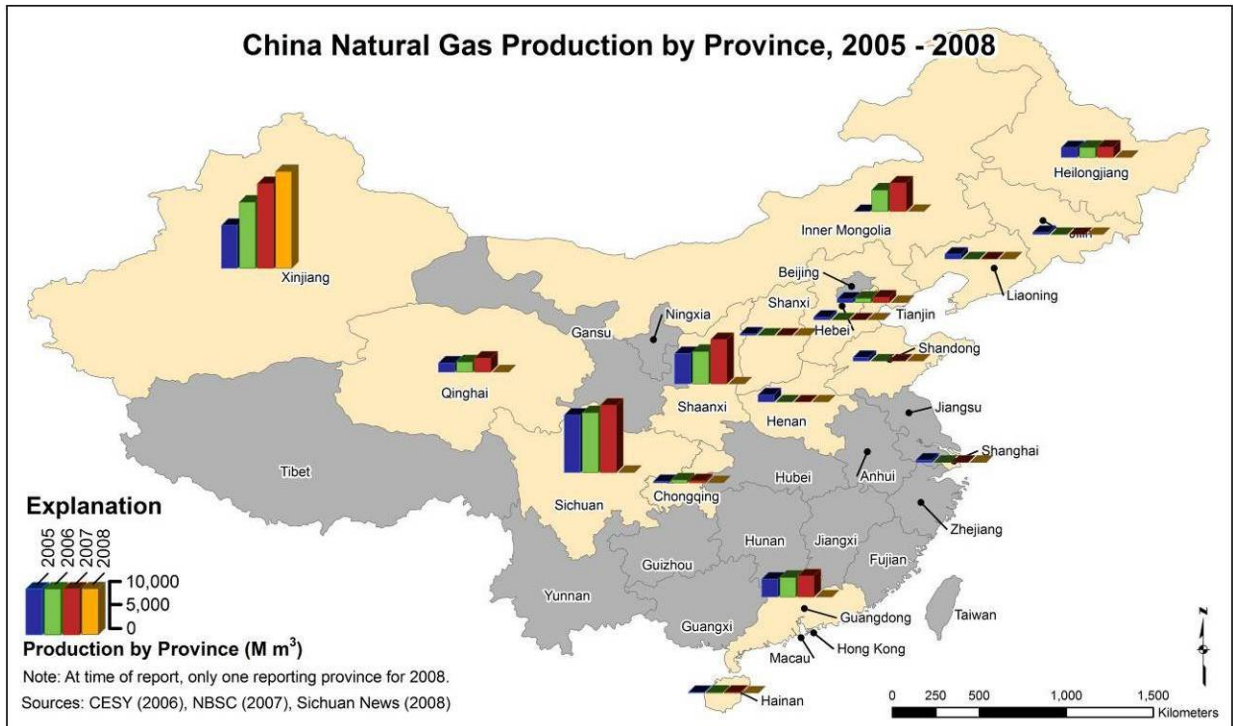 China Natural Gas Production by Province, 2005 - 2008
Heilongjiang
Inner Mongolia
Jilin
Xinjiang
Beijing
Liaoning
Shanxi
Ningxia
Tianjin
Gansu
Hebei
Shandong
Qinghai
Shaanxi
Henan
Jiangsu
Shanghai
Tibet
Hubei
Anhui
Sichuan
Chongqing
Zhejiang
Hunan
Jiangxi
Guizhou
Fujian
Yunnan
Guangdong
Taiwan
Guangxi
Hong Kong
Macau
Hainan
Explanation
2005
2006
2007
2008
10,000
5,000
0
Production by Province (M m³)
Note: At time of report, only one reporting province for 2008.
Sources: CESY (2006), NBSC (2007), Sichuan News (2008)
N
0 250 500 1,000 1,500
Kilometers